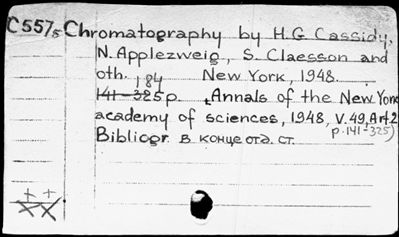 C557s Chromatography by H.G Cassidy,
N. Applezweig, S. Claesson and
oth. New York, 1948.
184
141-325p. Annals of the New York
academy of sciences, 1948, v. 49, Art 2
p. 141-325)
Bibliogr. в конце отд. ст.